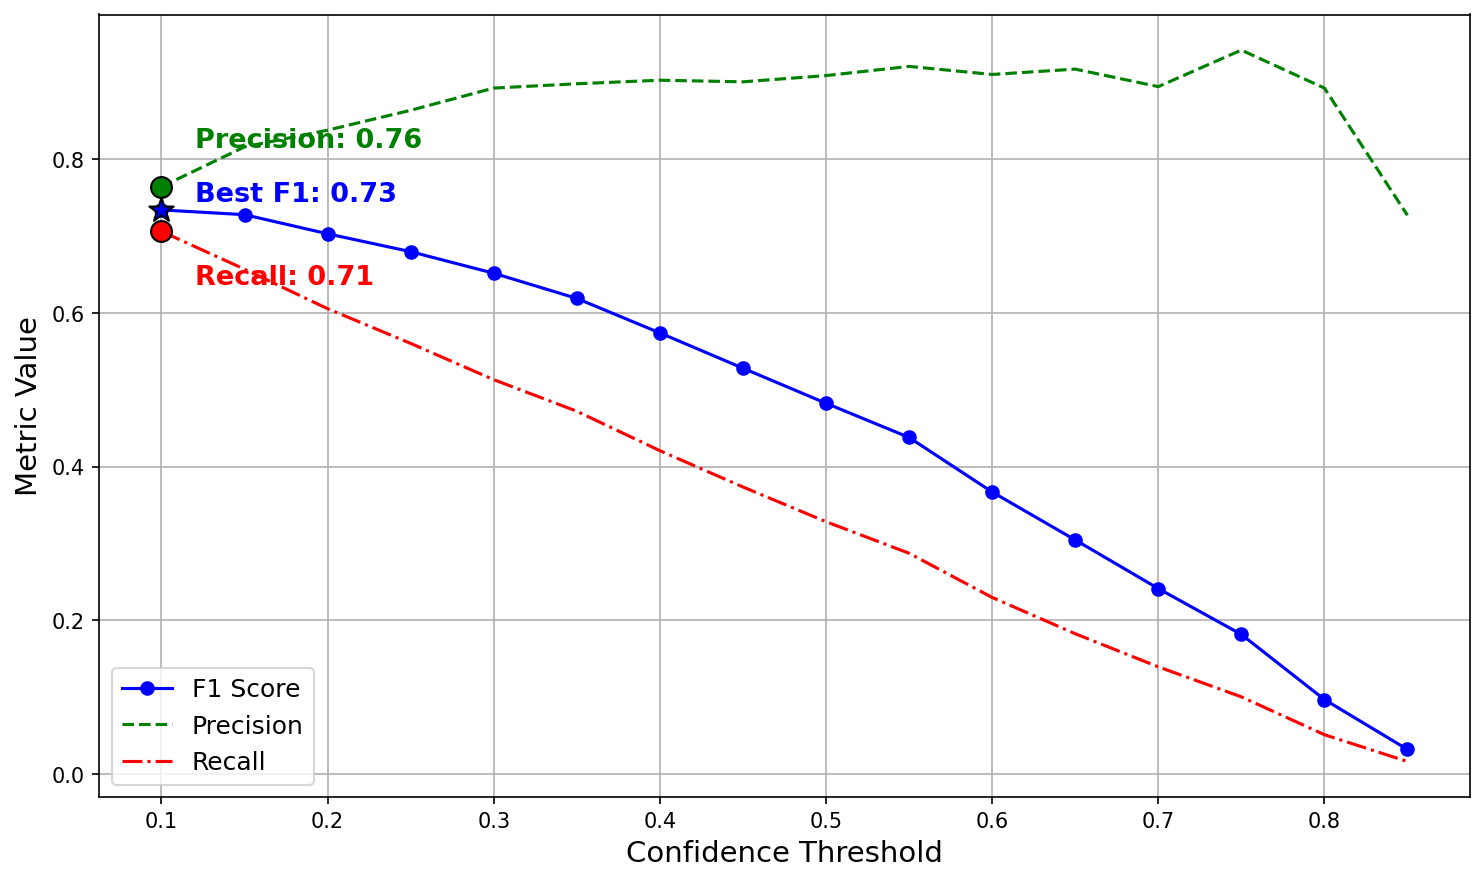 Precision: 0.76
Best F1: 0.73
Recall: 0.71
Metric Value
0.8
0.6
0.4
0.2
0.0
F1 Score
Precision
Recall
0.1 0.2 0.3 0.4 0.5 0.6 0.7 0.8
Confidence Threshold